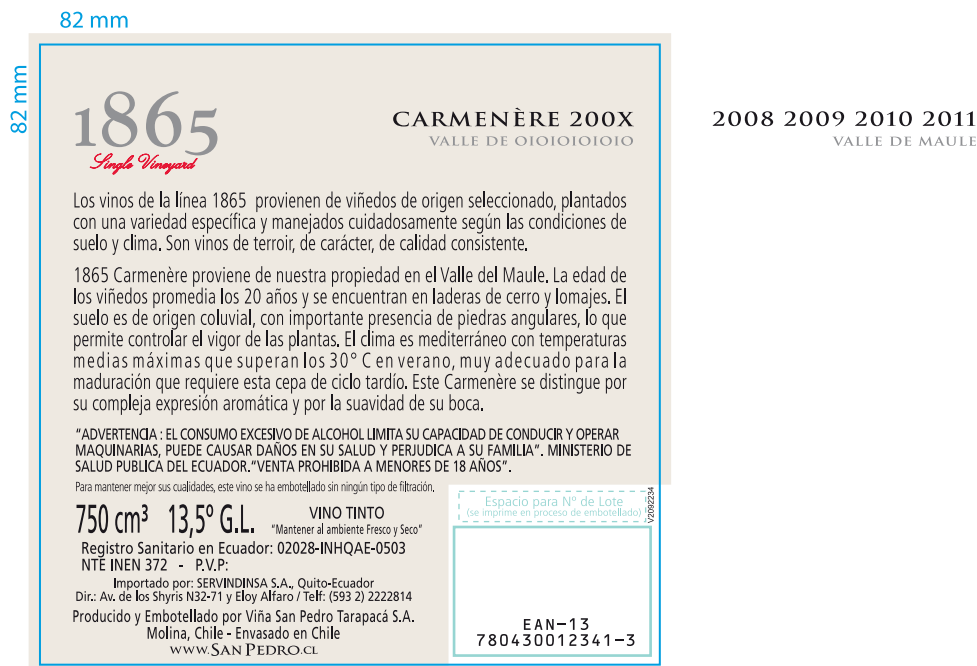 82 mm
82 mm
1865
Single Vineyard
CARMENÈRE 200X
VALLE DE OIOIOIOIOIO
2008 2009 2010 2011
VALLE DE MAULE
Los vinos de la línea 1865 provienen de viñedos de origen seleccionado, plantados
con una variedad específica y manejados cuidadosamente según las condiciones de
suelo y clima. Son vinos de terroir, de carácter, de calidad consistente.
1865 Carmenère proviene de nuestra propiedad en el Valle del Maule. La edad de
los viñedos promedia los 20 años y se encuentran en laderas de cerro y lomajes. El
suelo es de origen coluvial, con importante presencia de piedras angulares, lo que
permite controlar el vigor de las plantas. El clima es mediterráneo con temperaturas
medias máximas que superan los 30° C en verano, muy adecuado para la
maduración que requiere esta cepa de ciclo tardío. Este Carmenère se distingue por
su compleja expresión aromática y por la suavidad de su boca.
"ADVERTENCIA : EL CONSUMO EXCESIVO DE ALCOHOL LIMITA SU CAPACIDAD DE CONDUCIR Y OPERAR
MAQUINARIAS, PUEDE CAUSAR DAÑOS EN SU SALUD Y PERJUDICA A SU FAMILIA". MINISTERIO DE
SALUD PUBLICA DEL ECUADOR."VENTA PROHIBIDA A MENORES DE 18 AÑOS".
Para mantener mejor sus cualidades, este vino se ha embotellado sin ningún tipo de filtración.
750 cm³ 13,5° G.L.
VINO TINTO
"Mantener al ambiente Fresco y Seco"
Registro Sanitario en Ecuador: 02028-INHQAE-0503
NTE INEN 372 - P.V.P:
Importado por: SERVINDINSA S.A., Quito-Ecuador
Dir.: Av. de los Shyris N32-71 y Eloy Alfaro / Telf: (593 2) 2222814
Producido y Embotellado por Viña San Pedro Tarapacá S.A.
Molina, Chile - Envasado en Chile
WWW.SAN PEDRO.CL
Espacio para Nº de Lote
(se imprime en proceso de embotellado)
V2092234
EAN-13
780430012341-3